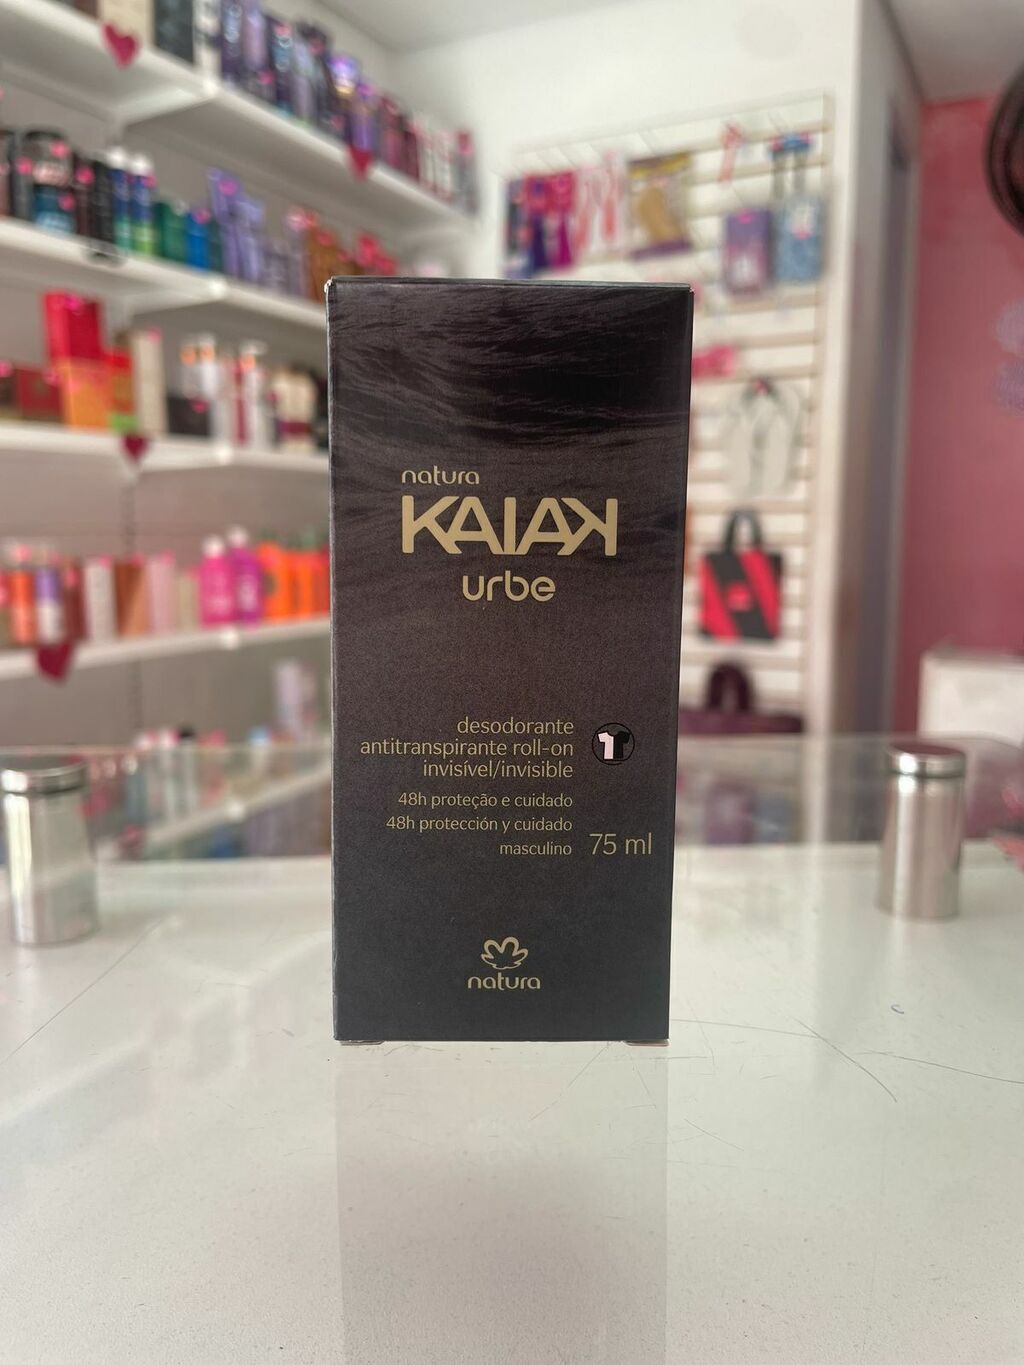 natura
KAIAK
urbe
desodorante
antitranspirante roll-on
invisível/invisible
48h proteção e cuidado
48h protección y cuidado
masculino 75 ml
natura